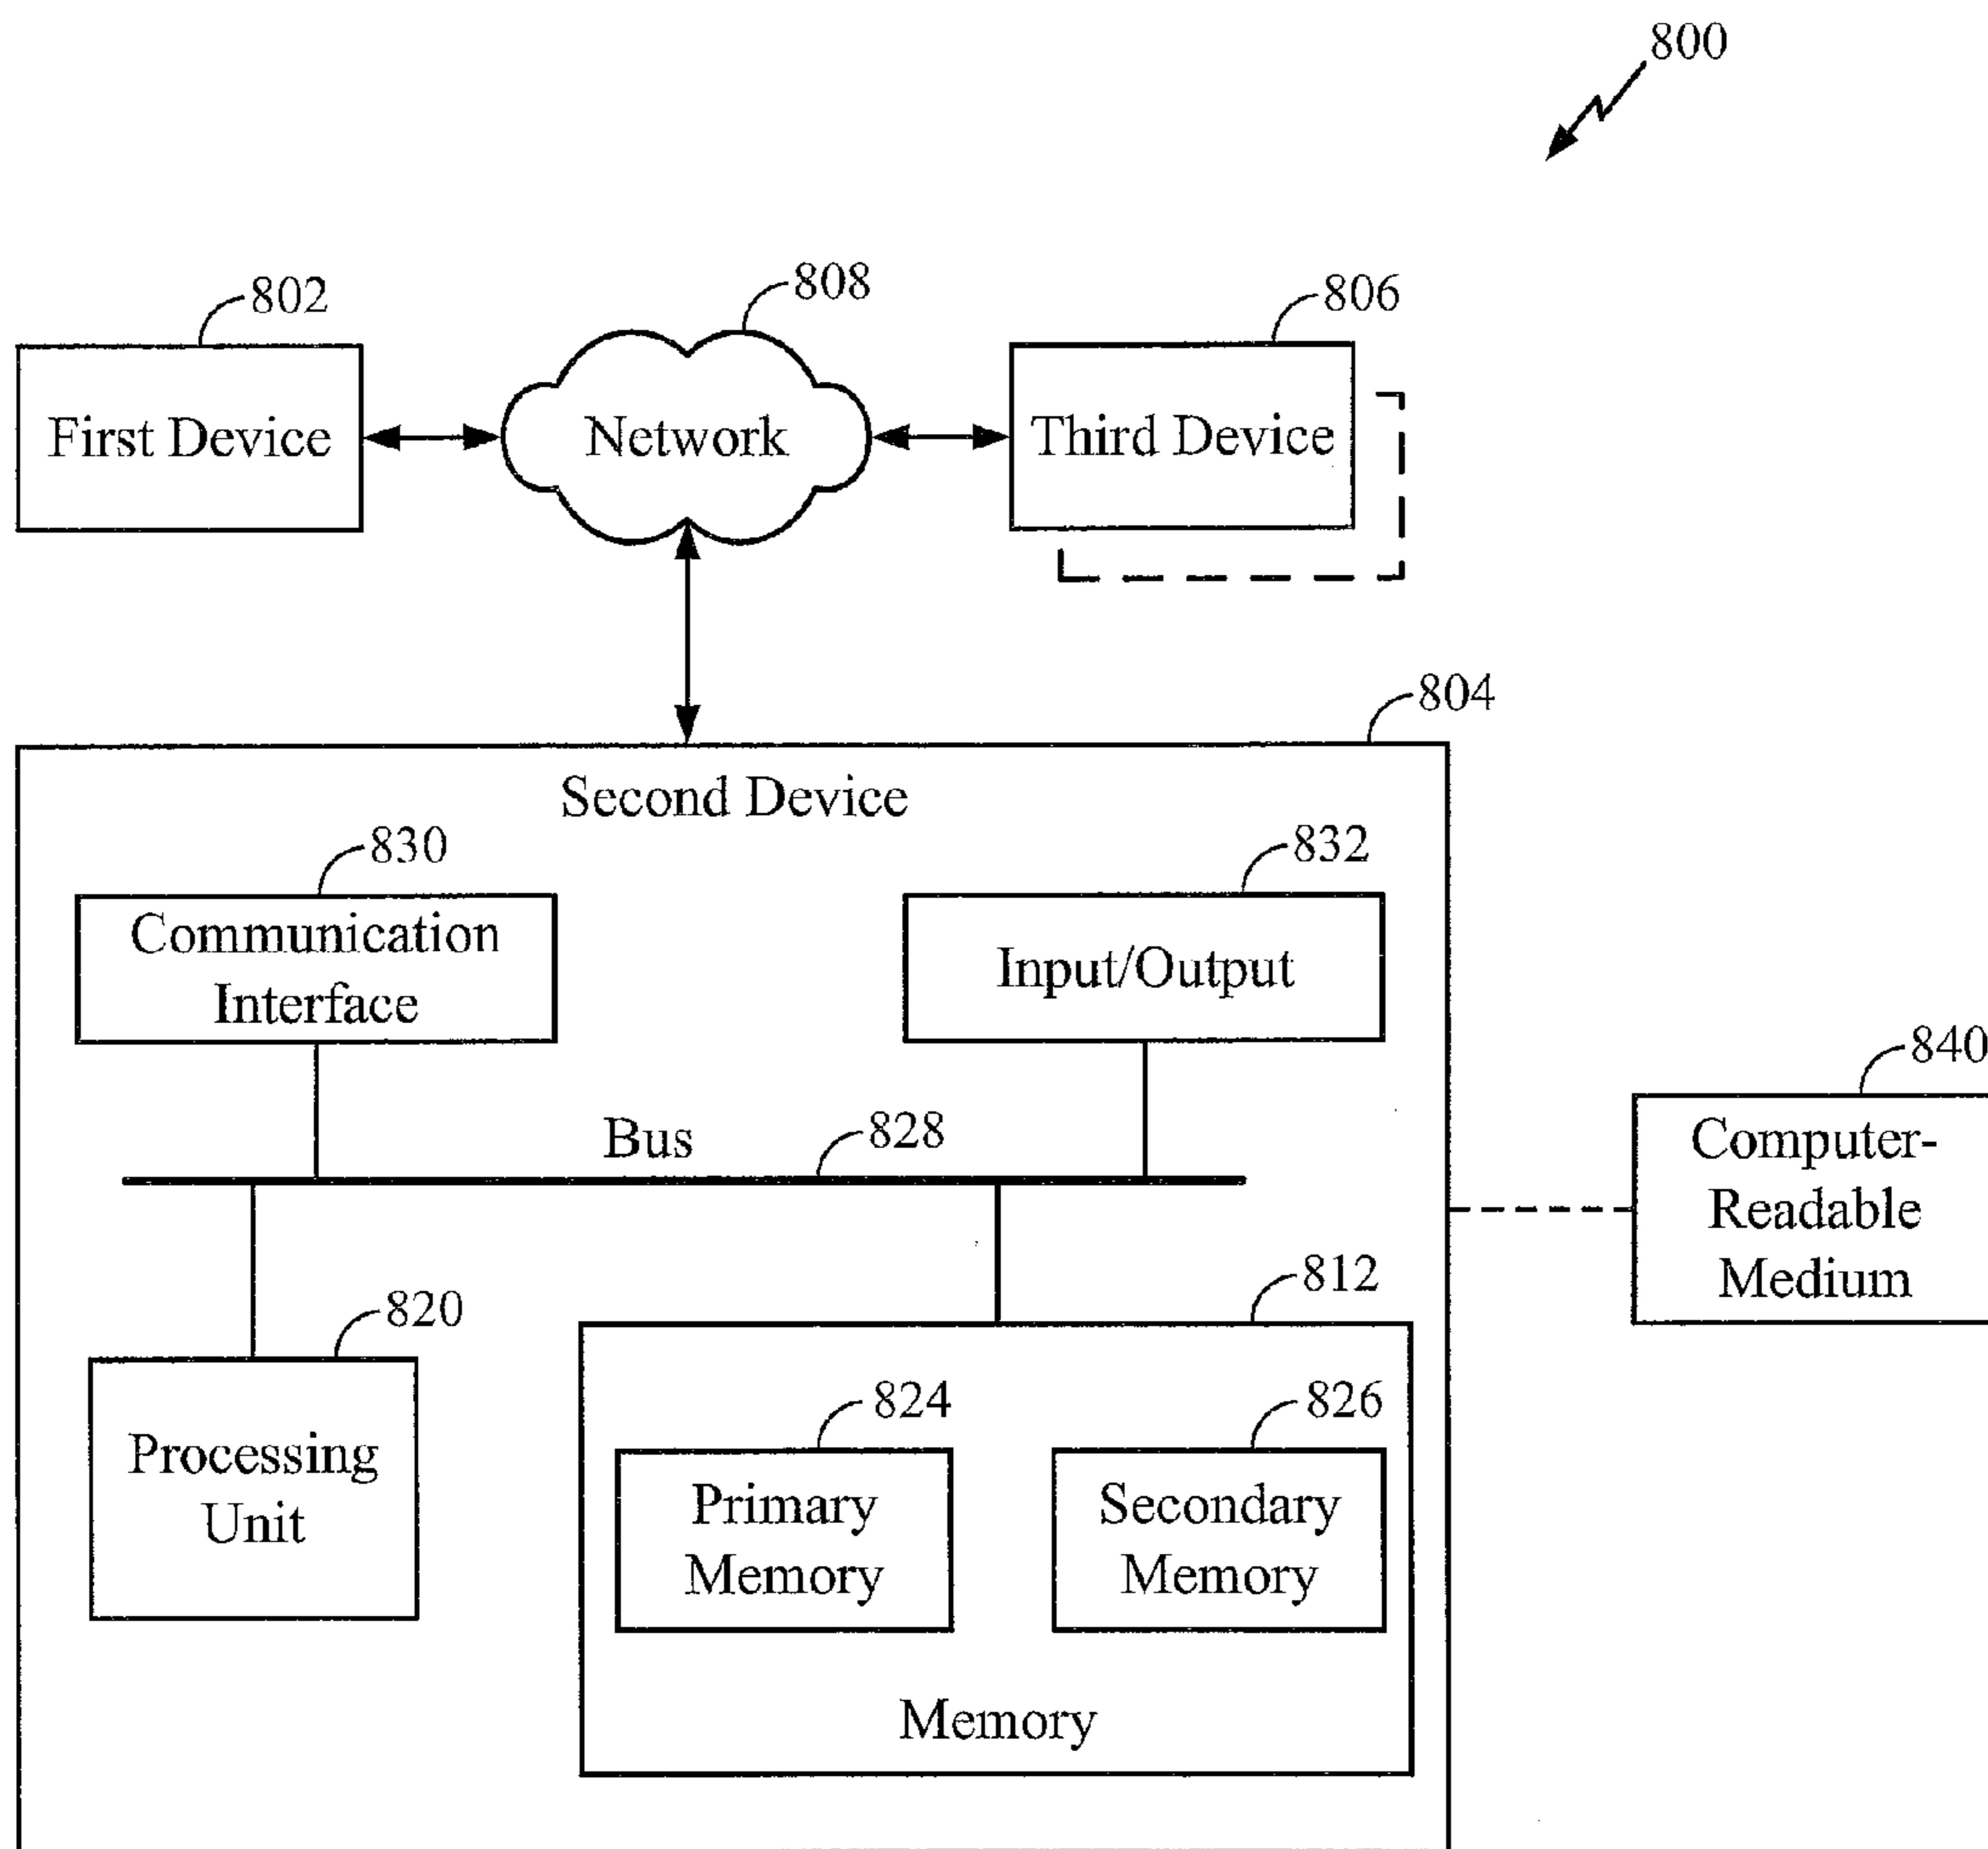 800
802
808
806
First Device
Network
Third Device
804
Second Device
830
832
Communication
Interface
Input/Output
840
Computer-
Readable
Medium
Bus
828
812
820
Processing
Unit
824
826
Primary
Memory
Secondary
Memory
Memory